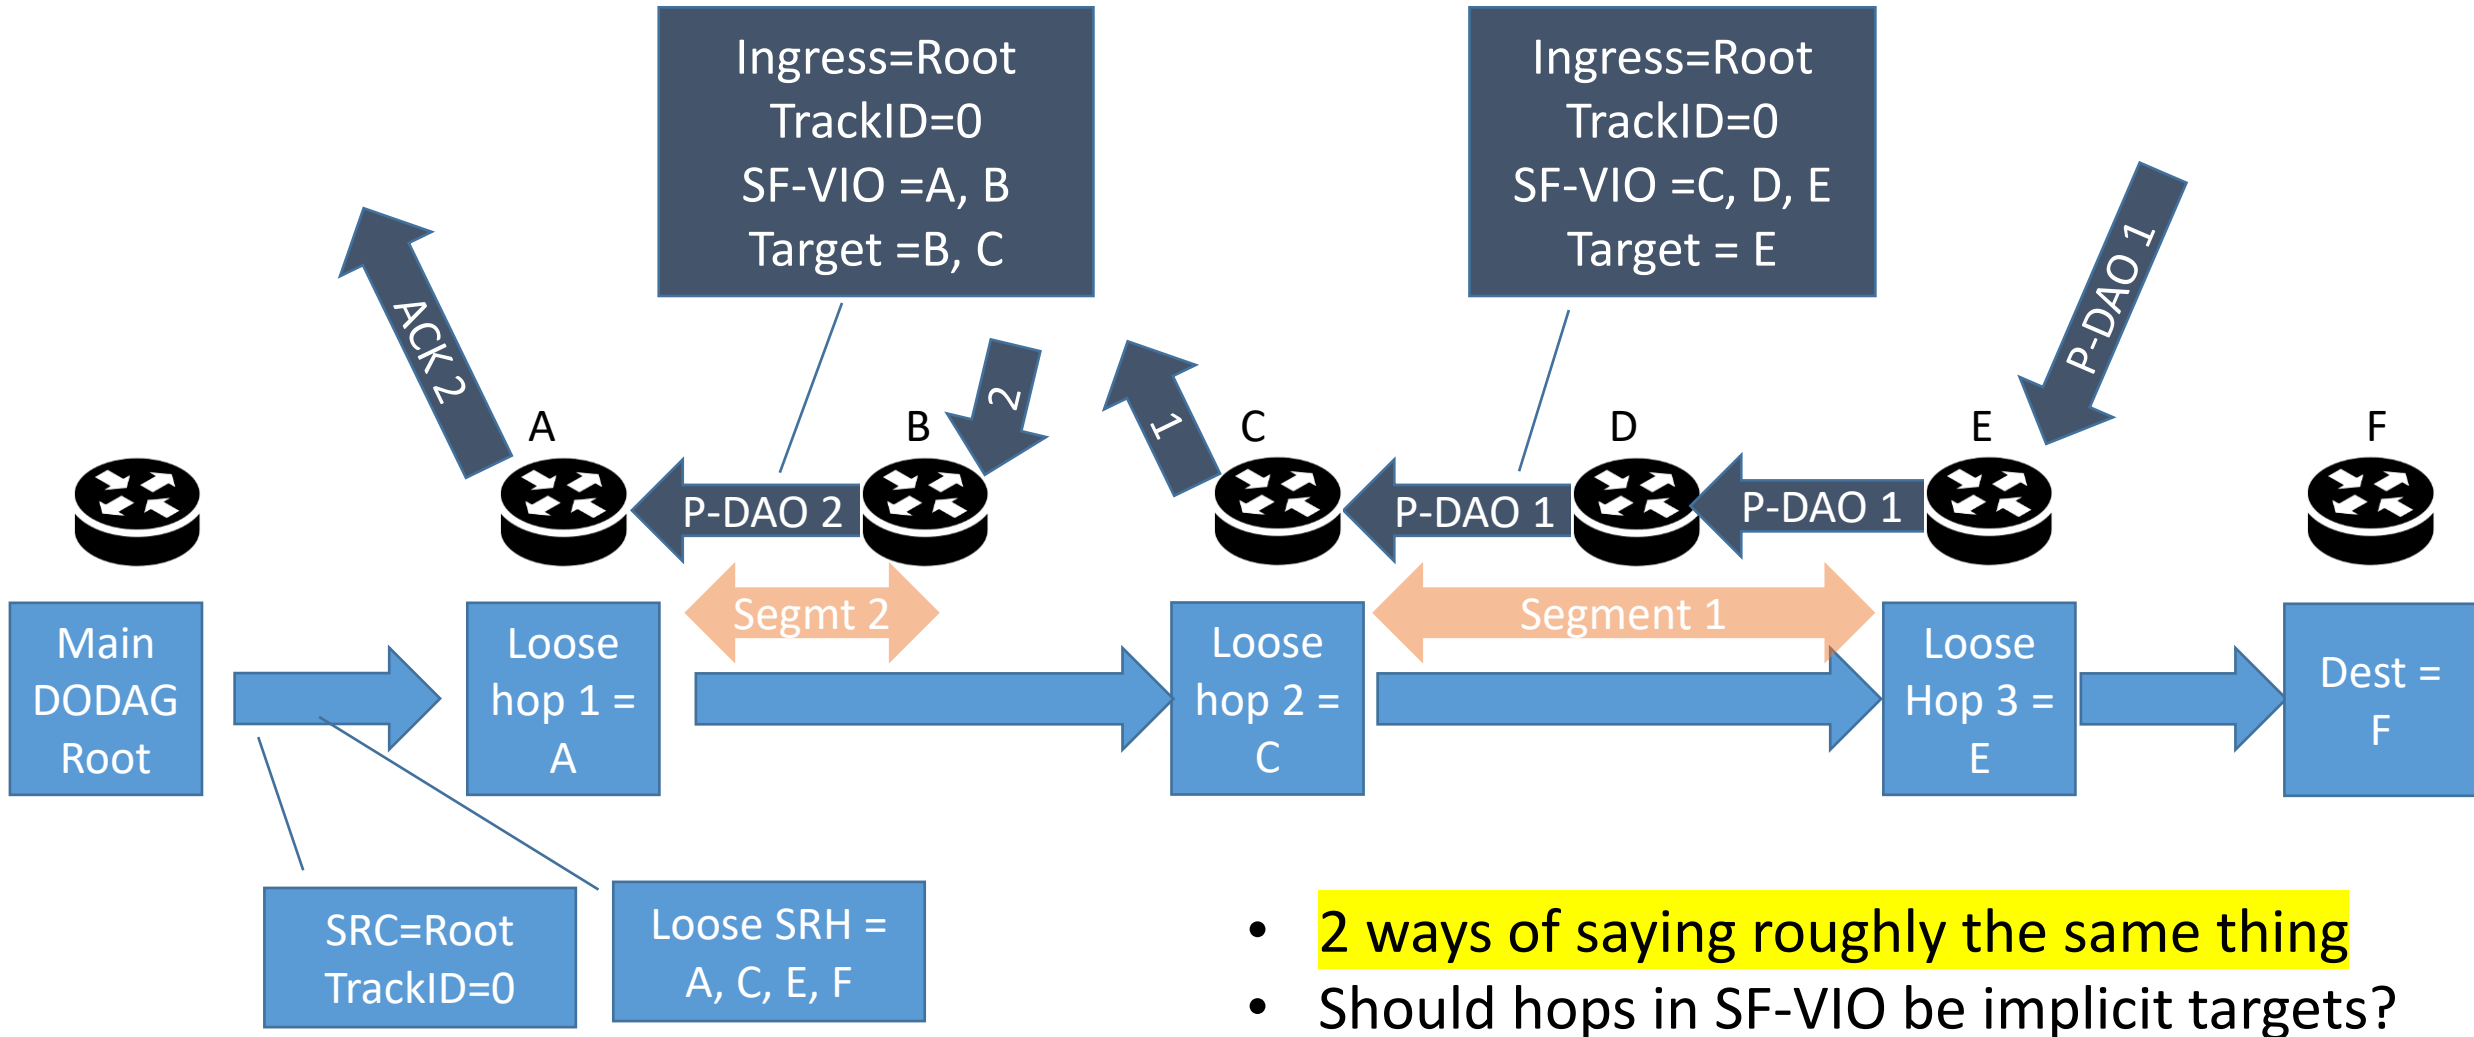 Ingress=Root
TrackID=0
SF-VIO =A, B
Target =B, C
Ingress=Root
TrackID=0
SF-VIO =C, D, E
Target = E
ACK 2
2
1
P-DAO 1
A
B
C
D
E
F
P-DAO 2
P-DAO 1
P-DAO 1
Segmt 2
Segment 1
Main
DODAG
Root
Loose
hop 1 =
A
Loose
hop 2 =
C
Loose
Hop 3 =
E
Dest =
F
SRC=Root
TrackID=0
Loose SRH =
A, C, E, F
• 2 ways of saying roughly the same thing
• Should hops in SF-VIO be implicit targets?